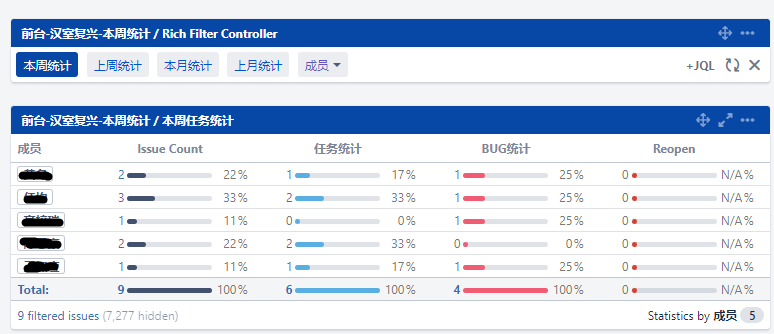 前台-汉室复兴-本周统计 / Rich Filter Controller
本周统计 上周统计 本月统计 上月统计 成员 +JQL
前台-汉室复兴-本周统计 / 本周任务统计
成员 Issue Count 任务统计 BUG统计 Reopen
2 22% 1 17% 1 25% 0 N/A%
3 33% 2 33% 1 25% 0 N/A%
1 11% 0 0% 1 25% 0 N/A%
2 22% 2 33% 0 0% 0 N/A%
1 11% 1 17% 1 25% 0 N/A%
Total: 9 100% 6 100% 4 100% 0 N/A%
9 filtered issues (7,277 hidden) Statistics by 成员 5